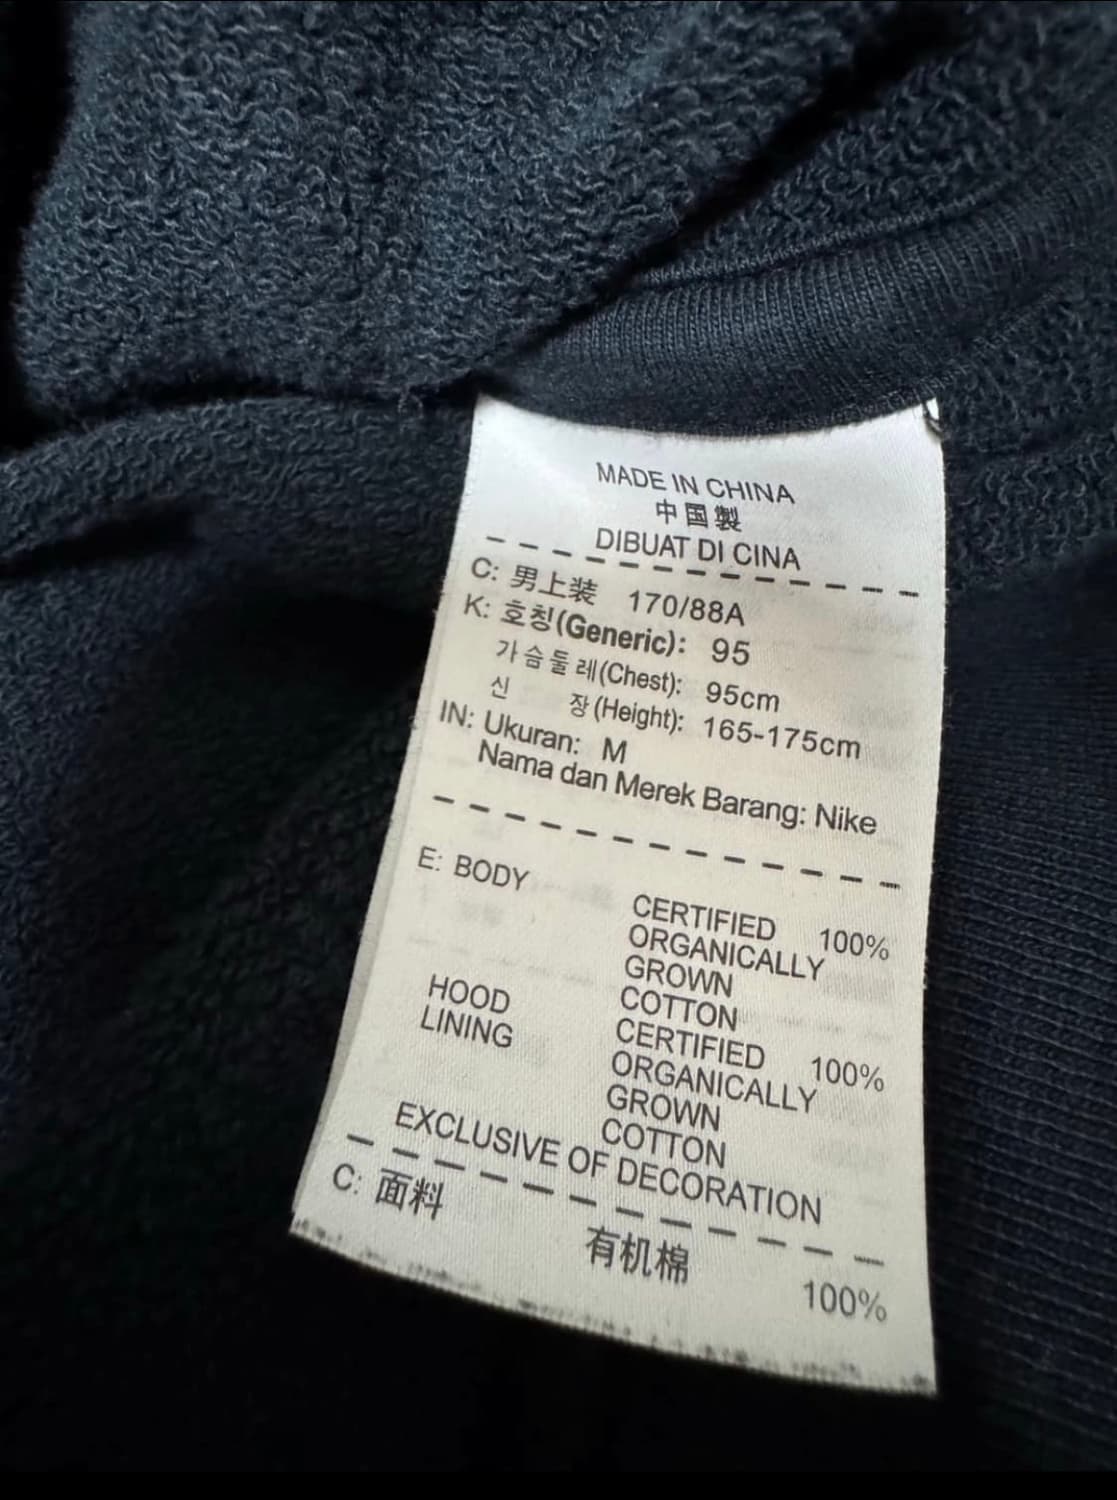 MADE IN CHINA
中国製
DIBUAT DI CINA
C: 男上装 170/88A
K: 호칭(Generic): 95
가슴둘레(Chest): 95cm
신 장(Height): 165-175cm
IN: Ukuran: M
Nama dan Merek Barang: Nike
E: BODY
CERTIFIED 100%
ORGANICALLY
GROWN
COTTON
HOOD
LINING
CERTIFIED 100%
ORGANICALLY
GROWN
COTTON
EXCLUSIVE OF DECORATION
C: 面料 有机棉 100%